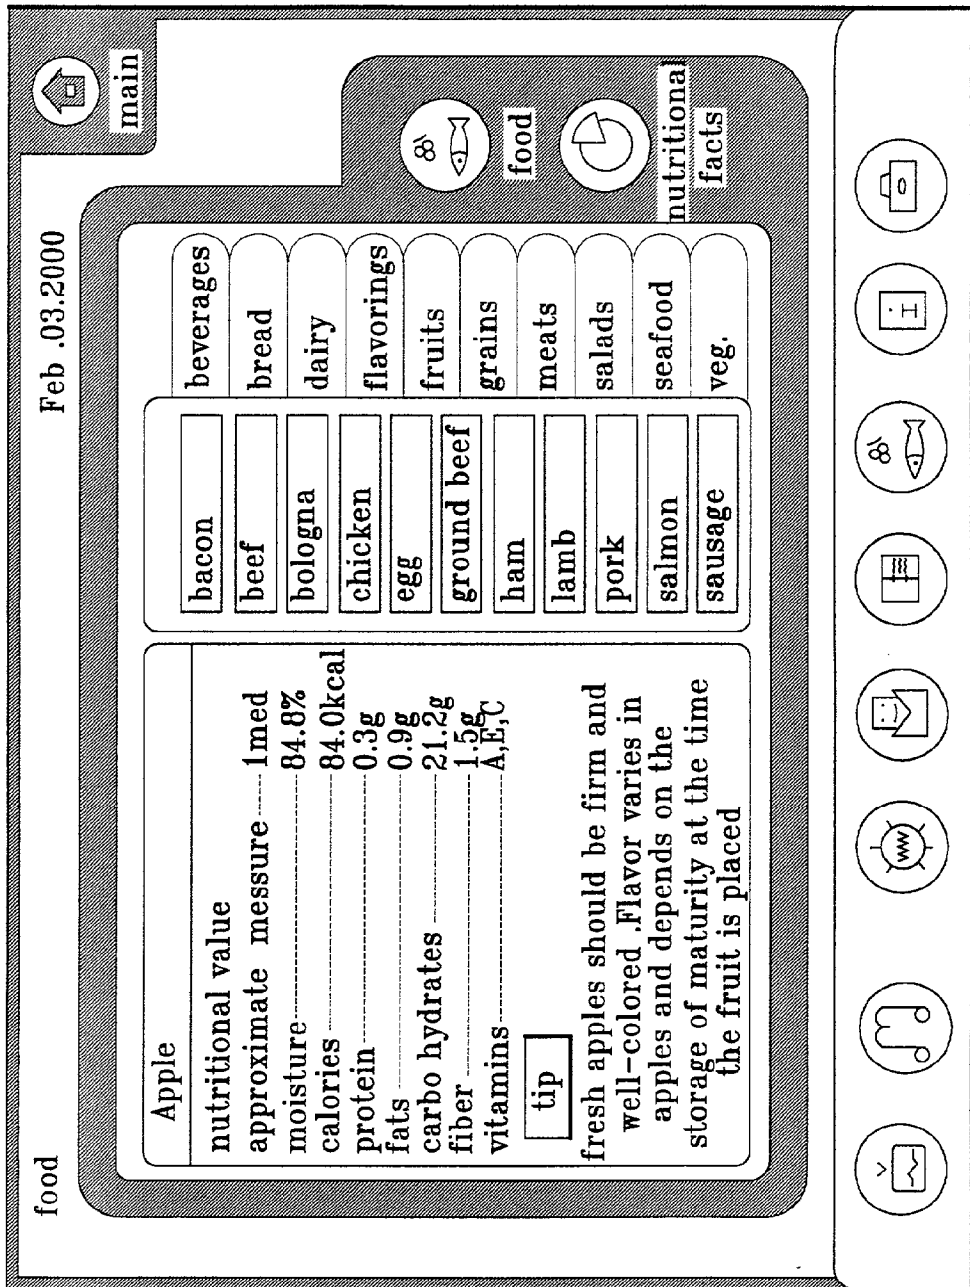 food
Feb .03.2000
main
Apple
nutritional value
approximate messure 1med
moisture 84.8%
calories 84.0kcal
protein 0.3g
fats 0.9g
carbo hydrates 21.2g
fiber 1.5g
vitamins A,E,C
tip
fresh apples should be firm and
well-colored .Flavor varies in
apples and depends on the
storage of maturity at the time
the fruit is placed
bacon
beef
bologna
chicken
egg
ground beef
ham
lamb
pork
salmon
sausage
beverages
bread
dairy
flavorings
fruits
grains
meats
salads
seafood
veg.
food
nutritional
facts
i